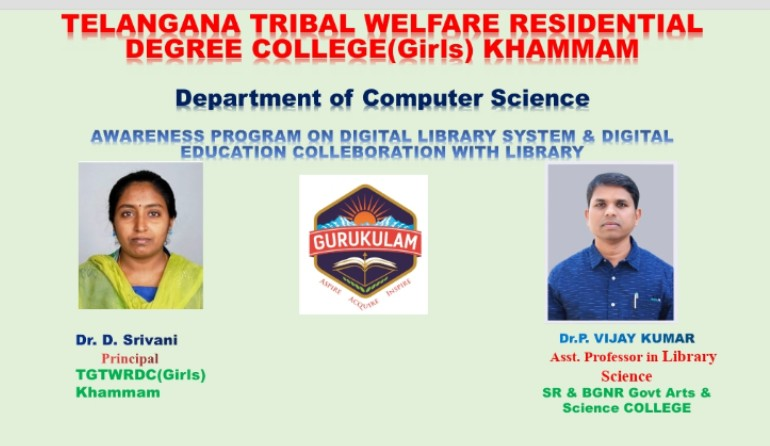 TELANGANA TRIBAL WELFARE RESIDENTIAL
DEGREE COLLEGE(Girls) KHAMMAM
Department of Computer Science
AWARENESS PROGRAM ON DIGITAL LIBRARY SYSTEM & DIGITAL
EDUCATION COLLEBORATION WITH LIBRARY
GURUKULAM
ASPIRE ACQUIRE INSPIRE
Dr. D. Srivani
Principal
TGTWRDC(Girls)
Khammam
Dr.P. VIJAY KUMAR
Asst. Professor in Library
Science
SR & BGNR Govt Arts &
Science COLLEGE